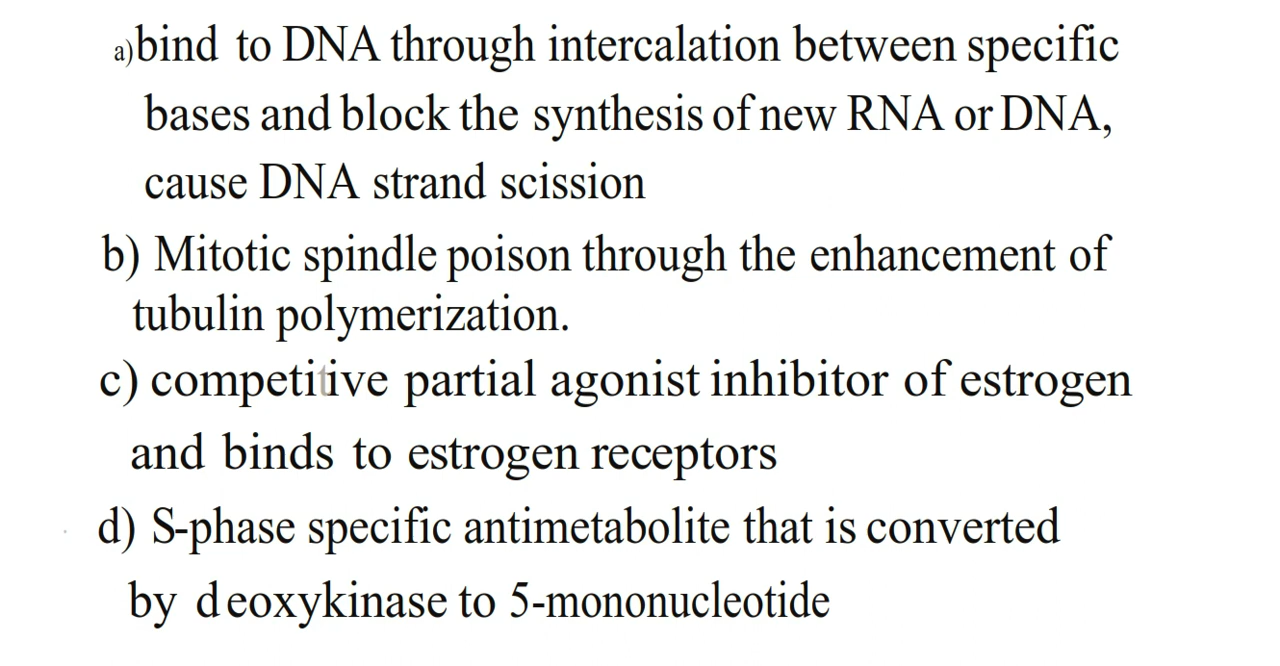 a)bind to DNA through intercalation between specific
bases and block the synthesis of new RNA or DNA,
cause DNA strand scission
b) Mitotic spindle poison through the enhancement of
tubulin polymerization.
c) competitive partial agonist inhibitor of estrogen
and binds to estrogen receptors
d) S-phase specific antimetabolite that is converted
by deoxykinase to 5-mononucleotide